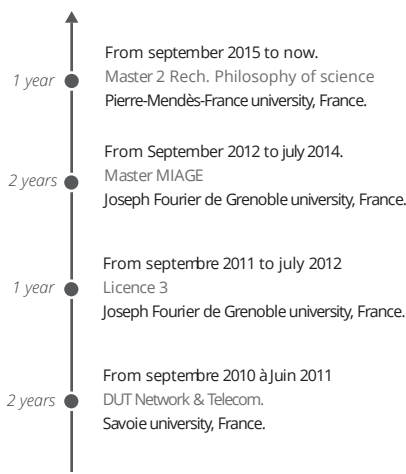 From september 2015 to now.
1 year
Master 2 Rech. Philosophy of science
Pierre-Mendès-France university, France.
From September 2012 to july 2014.
2 years
Master MIAGE
Joseph Fourier de Grenoble university, France.
From septembre 2011 to july 2012
1 year
Licence 3
Joseph Fourier de Grenoble university, France.
From septembre 2010 à Juin 2011
2 years
DUT Network & Telecom.
Savoie university, France.